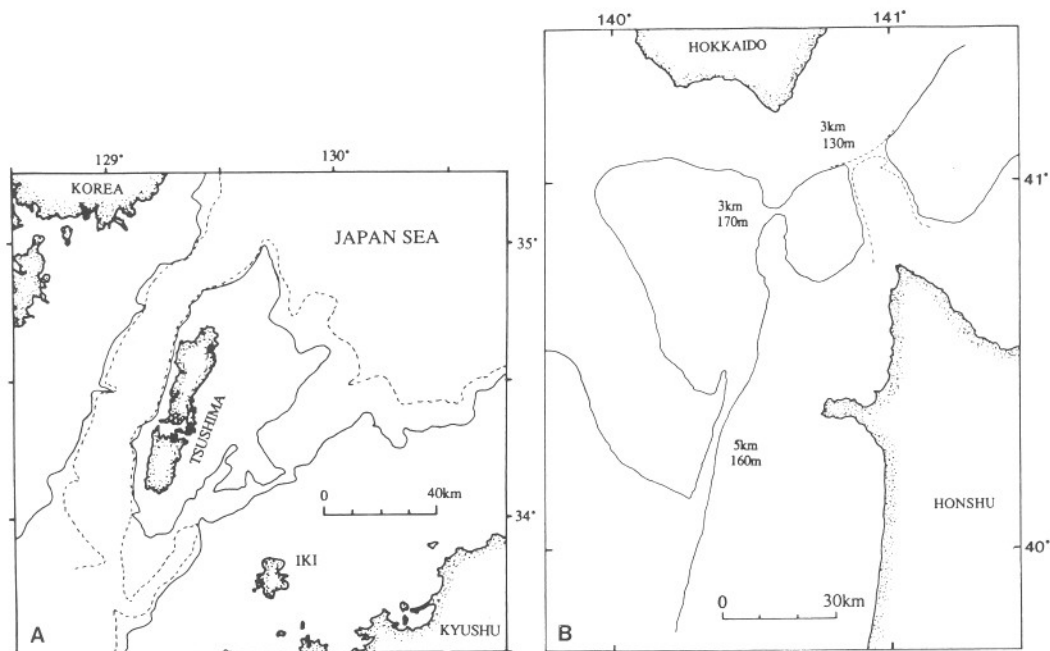 129°
130°
KOREA
JAPAN SEA
35°
TSUSHIMA
0
40km
34°
IKI
KYUSHU
A
140°
141°
HOKKAIDO
3km
130m
41°
3km
170m
5km
160m
HONSHU
40°
0
30km
B